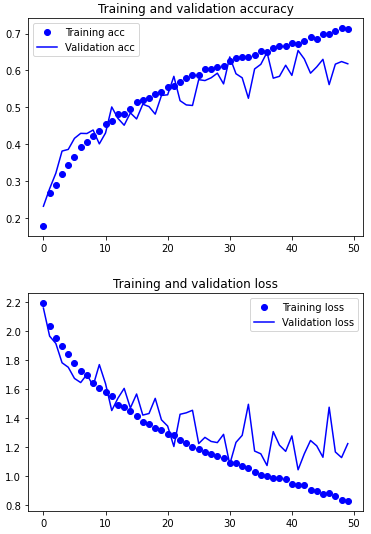 Training and validation accuracy
Training acc
Validation acc
0.7
0.6
0.5
0.4
0.3
0.2
0 10 20 30 40 50
Training and validation loss
Training loss
Validation loss
2.2
2.0
1.8
1.6
1.4
1.2
1.0
0.8
0 10 20 30 40 50